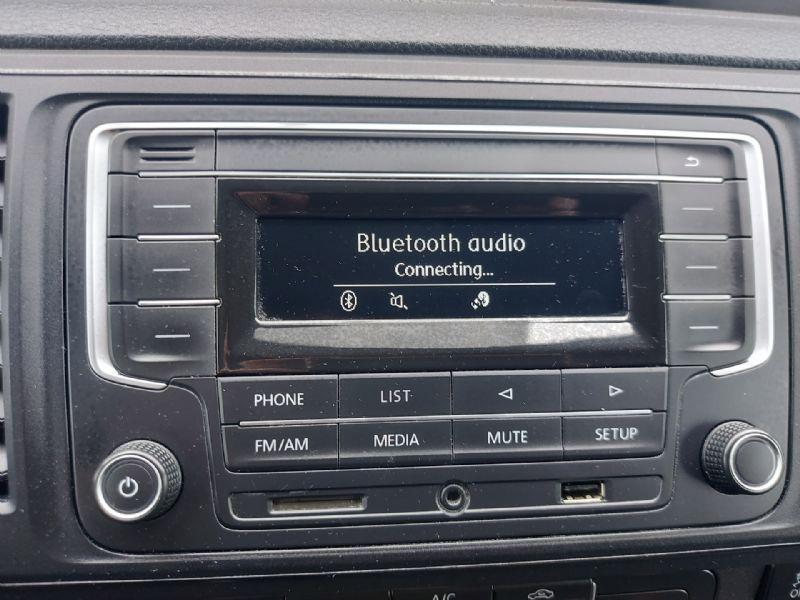 Bluetooth audio
Connecting...
PHONE LIST
FM/AM MEDIA MUTE SETUP
A/C